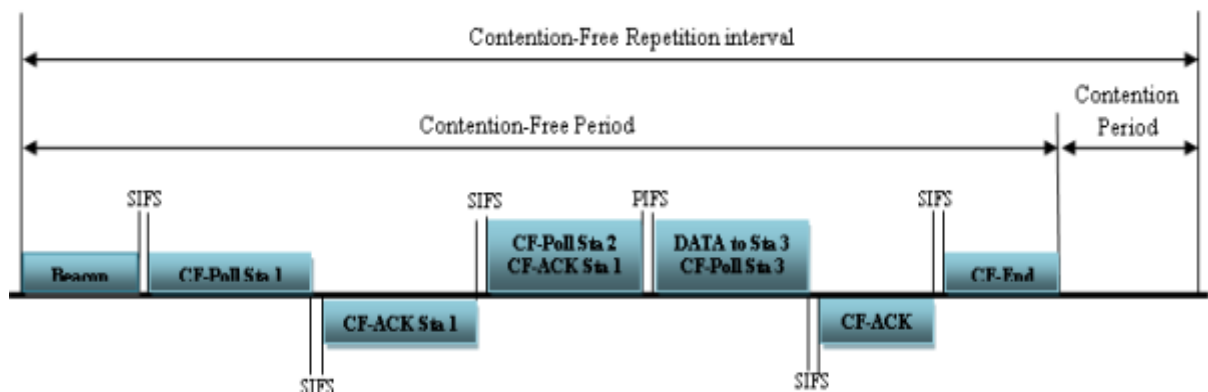 Contention-Free Repetition interval
Contention-Free Period
Contention
Period
SIFS
SIFS
PIFS
SIFS
Beacon
CF-Poll Sta 1
CF-Poll Sta 2
CF-ACK Sta 1
DATA to Sta 3
CF-Poll Sta 3
CF-End
CF-ACK Sta 1
CF-ACK
SIFS
SIFS